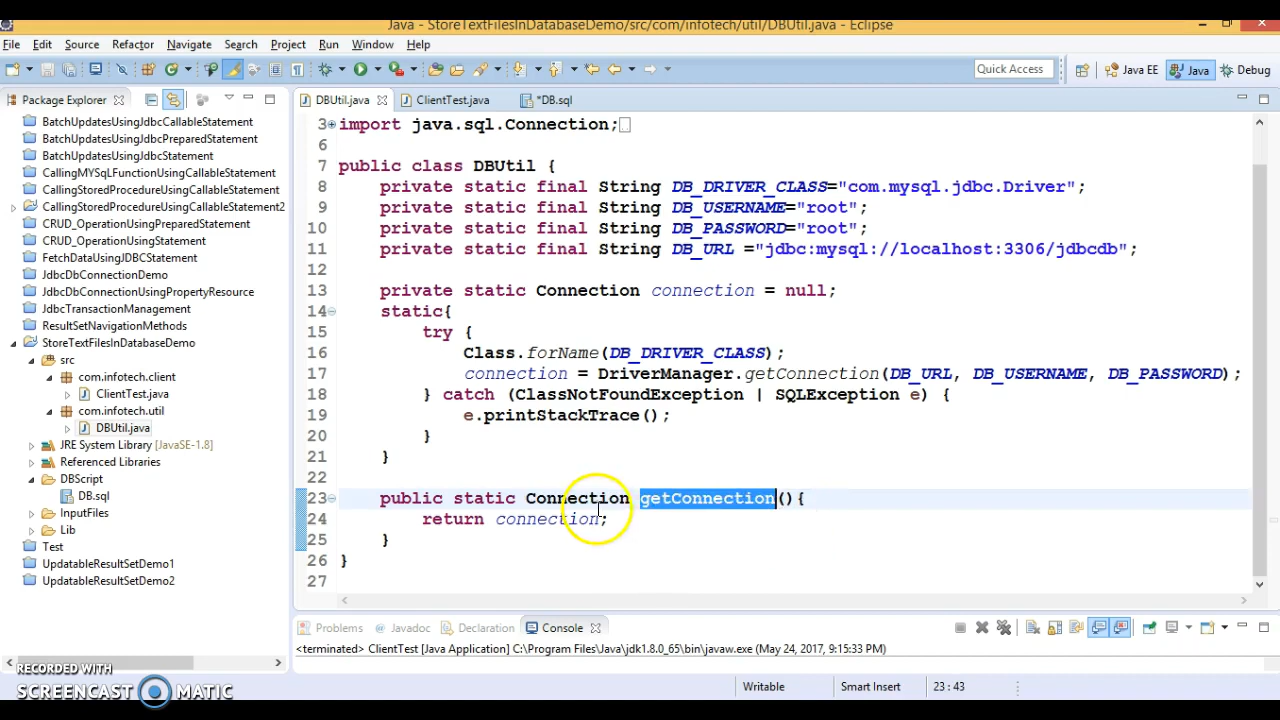 Java - StoreTextFilesInDatabaseDemo/src/com/infotech/util/DBUtil.java - Eclipse
File Edit Source Refactor Navigate Search Project Run Window Help
Quick Access Java EE Java Debug
Package Explorer
BatchUpdatesUsingJdbcCallableStatement
BatchUpdatesUsingJdbcPreparedStatement
BatchUpdatesUsingJdbcStatement
CallingMYSqlFunctionUsingCallableStatement
CallingStoredProcedureUsingCallableStatement
CallingStoredProcedureUsingCallableStatement2
CRUD_OperationUsingPreparedStatement
CRUD_OperationUsingStatement
FetchDataUsingJDBCStatement
JdbcDbConnectionDemo
JdbcDbConnectionUsingPropertyResource
JdbcTransactionManagement
ResultSetNavigationMethods
StoreTextFilesInDatabaseDemo
src
com.infotech.client
ClientTest.java
com.infotech.util
DBUtil.java
JRE System Library [JavaSE-1.8]
Referenced Libraries
DBScript
DB.sql
InputFiles
Lib
Test
UpdatableResultSetDemo1
UpdatableResultSetDemo2
DBUtil.java ClientTest.java *DB.sql
3 import java.sql.Connection;
6
7 public class DBUtil {
8 private static final String DB_DRIVER_CLASS="com.mysql.jdbc.Driver";
9 private static final String DB_USERNAME="root";
10 private static final String DB_PASSWORD="root";
11 private static final String DB_URL ="jdbc:mysql://localhost:3306/jdbcdb";
12
13 private static Connection connection = null;
14 static{
15 try {
16 Class.forName(DB_DRIVER_CLASS);
17 connection = DriverManager.getConnection(DB_URL, DB_USERNAME, DB_PASSWORD);
18 } catch (ClassNotFoundException | SQLException e) {
19 e.printStackTrace();
20 }
21 }
22
23 public static Connection getConnection(){
24 return connection;
25 }
26 }
27
Problems Javadoc Declaration Console
<terminated> ClientTest [Java Application] C:\Program Files\Java\jdk1.8.0_65\bin\javaw.exe (May 24, 2017, 9:15:33 PM)
Writable Smart Insert 23 : 43
RECORDED WITH
SCREENCAST MATIC